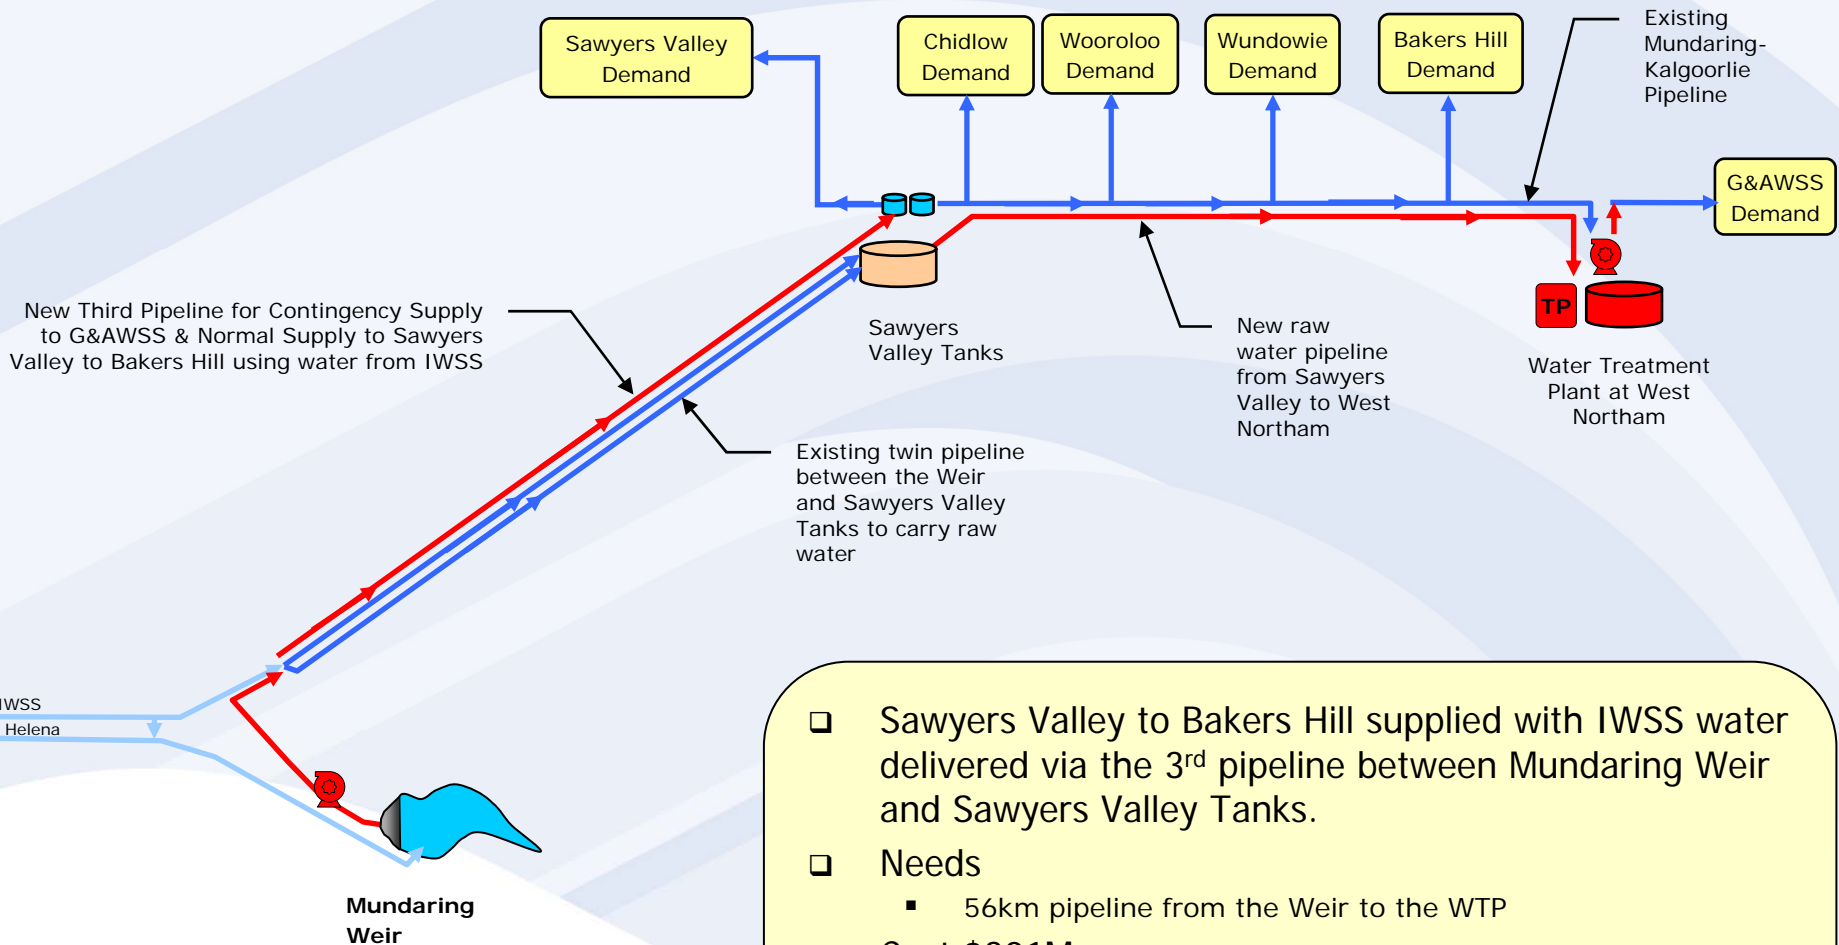 Sawyers Valley
Demand
Chidlow
Demand
Wooroloo
Demand
Wundowie
Demand
Bakers Hill
Demand
Existing
Mundaring-
Kalgoorlie
Pipeline
G&AWSS
Demand
New Third Pipeline for Contingency Supply
to G&AWSS & Normal Supply to Sawyers
Valley to Bakers Hill using water from IWSS
Sawyers
Valley Tanks
New raw
water pipeline
from Sawyers
Valley to West
Northam
TP
Water Treatment
Plant at West
Northam
Existing twin pipeline
between the Weir
and Sawyers Valley
Tanks to carry raw
water
IWSS
Helena
Mundaring
Weir
❑ Sawyers Valley to Bakers Hill supplied with IWSS water
delivered via the 3rd pipeline between Mundaring Weir
and Sawyers Valley Tanks.
❑ Needs
▪ 56km pipeline from the Weir to the WTP